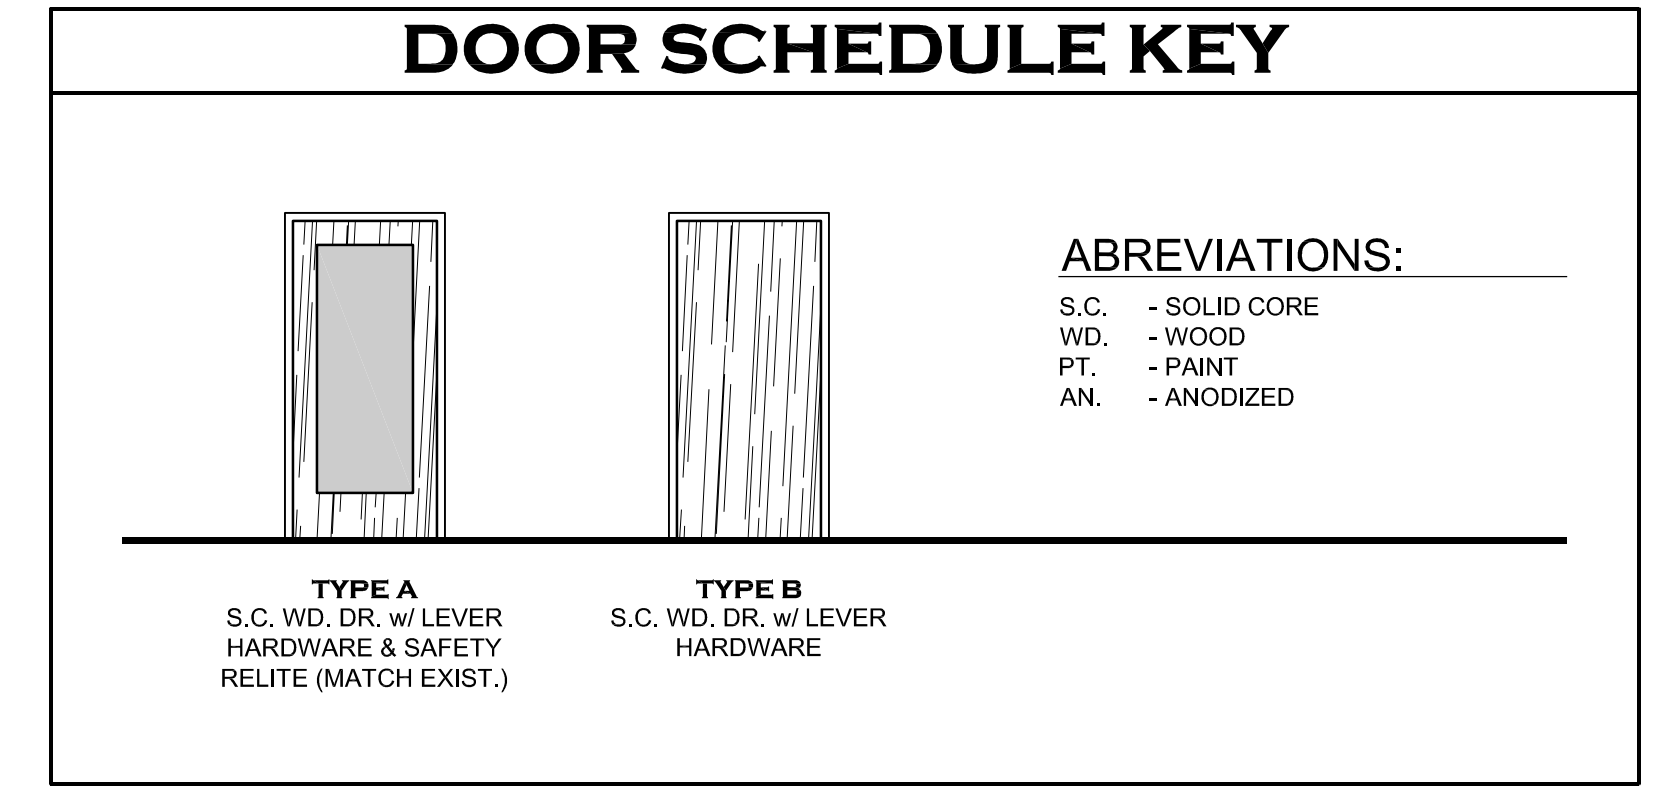 DOOR SCHEDULE KEY
ABREVIATIONS:
S.C. - SOLID CORE
WD. - WOOD
PT. - PAINT
AN. - ANODIZED
TYPE A
S.C. WD. DR. w/ LEVER
HARDWARE & SAFETY
RELITE (MATCH EXIST.)
TYPE B
S.C. WD. DR. w/ LEVER
HARDWARE